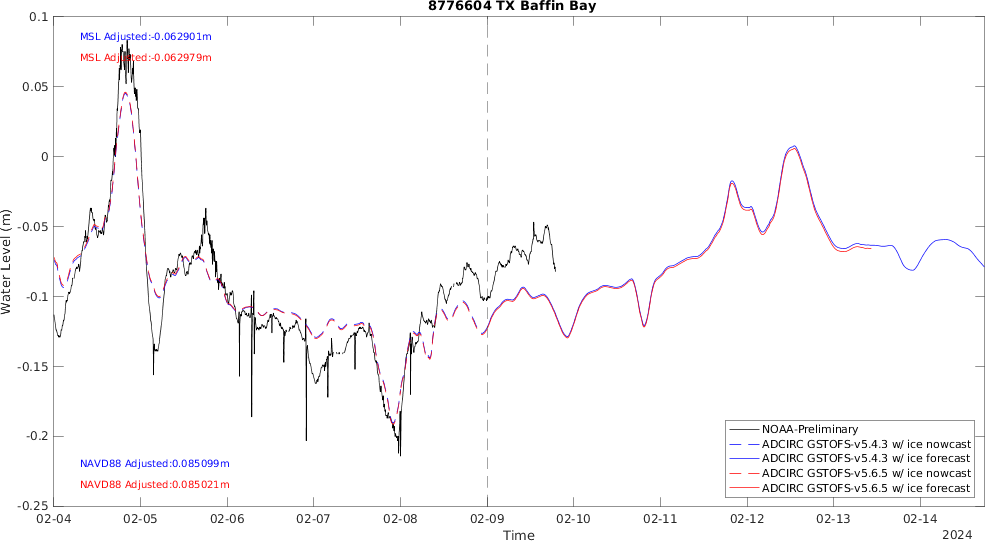 8776604 TX Baffin Bay
0.1
0.05
0
-0.05
-0.1
-0.15
-0.2
-0.25
Water Level (m)
MSL Adjusted:-0.062901m
MSL Adjusted:-0.062979m
NAVD88 Adjusted:0.085099m
NAVD88 Adjusted:0.085021m
NOAA-Preliminary
ADCIRC GSTOFS-v5.4.3 w/ ice nowcast
ADCIRC GSTOFS-v5.4.3 w/ ice forecast
ADCIRC GSTOFS-v5.6.5 w/ ice nowcast
ADCIRC GSTOFS-v5.6.5 w/ ice forecast
02-04 02-05 02-06 02-07 02-08 02-09 02-10 02-11 02-12 02-13 02-14
Time
2024